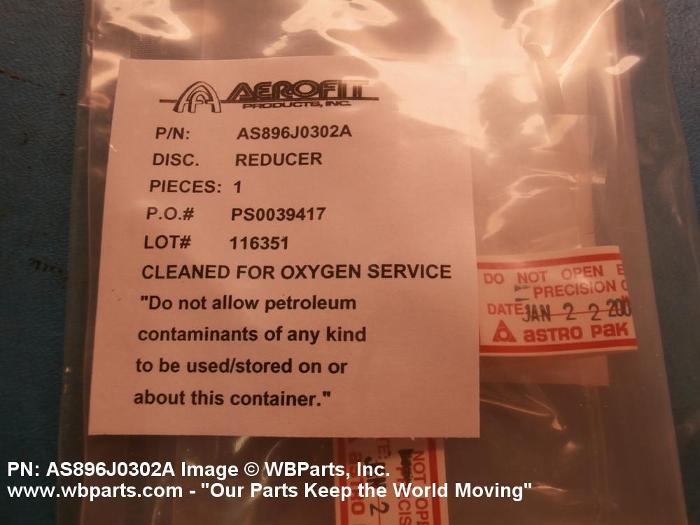 AEROFIT
PRODUCTS, INC.
P/N: AS896J0302A
DISC. REDUCER
PIECES: 1
P.O.# PS0039417
LOT# 116351
CLEANED FOR OXYGEN SERVICE
"Do not allow petroleum
contaminants of any kind
to be used/stored on or
about this container."
DO NOT OPEN
PRECISION
DATE JAN 22 200
ASTRO PAK
PN: AS896J0302A Image © WBParts, Inc.
www.wbparts.com - "Our Parts Keep the World Moving"